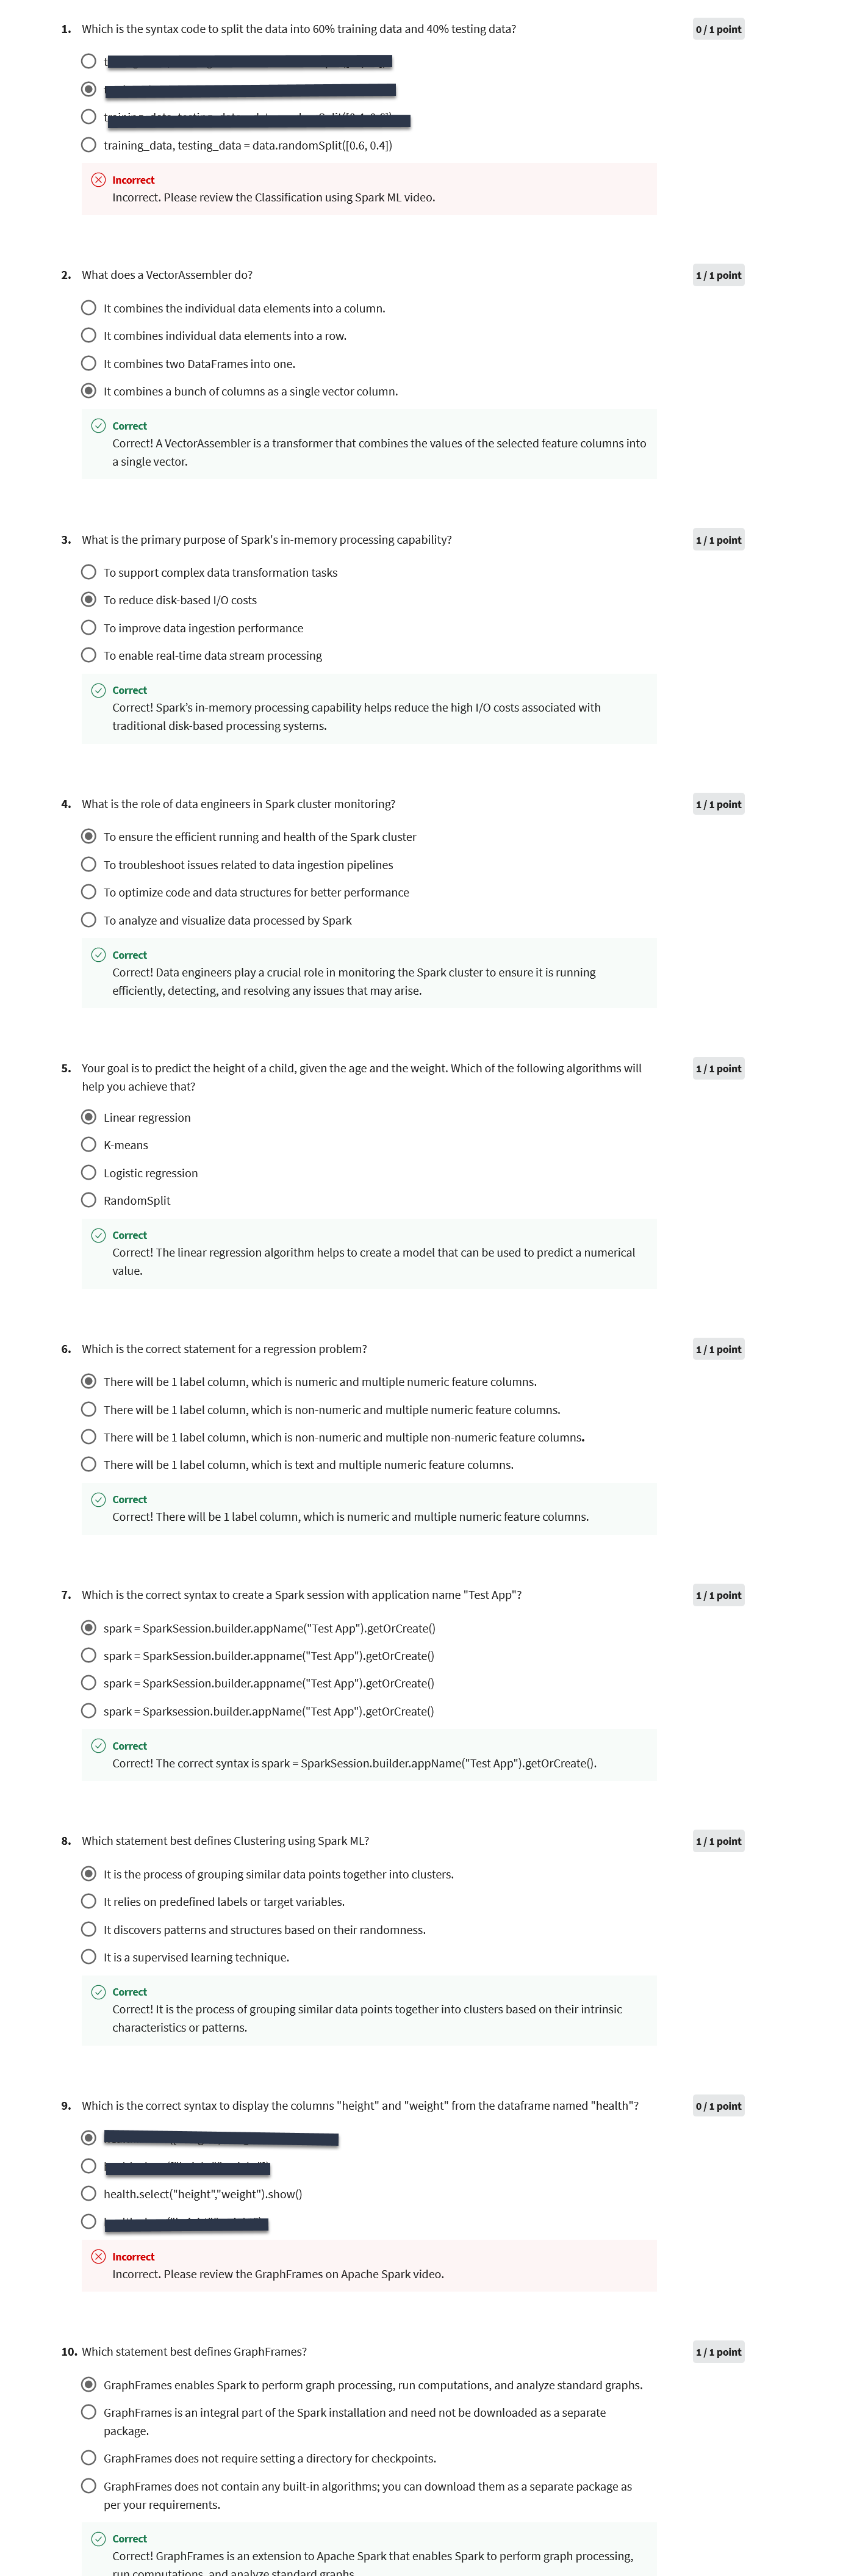 1. Which is the syntax code to split the data into 60% training data and 40% testing data?
0 / 1 point
training_data, testing_data = data.randomSplit([0.6, 0.4])
Incorrect
Incorrect. Please review the Classification using Spark ML video.
2. What does a VectorAssembler do?
1 / 1 point
It combines the individual data elements into a column.
It combines individual data elements into a row.
It combines two DataFrames into one.
It combines a bunch of columns as a single vector column.
Correct
Correct! A VectorAssembler is a transformer that combines the values of the selected feature columns into
a single vector.
3. What is the primary purpose of Spark's in-memory processing capability?
1 / 1 point
To support complex data transformation tasks
To reduce disk-based I/O costs
To improve data ingestion performance
To enable real-time data stream processing
Correct
Correct! Spark’s in-memory processing capability helps reduce the high I/O costs associated with
traditional disk-based processing systems.
4. What is the role of data engineers in Spark cluster monitoring?
1 / 1 point
To ensure the efficient running and health of the Spark cluster
To troubleshoot issues related to data ingestion pipelines
To optimize code and data structures for better performance
To analyze and visualize data processed by Spark
Correct
Correct! Data engineers play a crucial role in monitoring the Spark cluster to ensure it is running
efficiently, detecting, and resolving any issues that may arise.
5. Your goal is to predict the height of a child, given the age and the weight. Which of the following algorithms will
help you achieve that?
1 / 1 point
Linear regression
K-means
Logistic regression
RandomSplit
Correct
Correct! The linear regression algorithm helps to create a model that can be used to predict a numerical
value.
6. Which is the correct statement for a regression problem?
1 / 1 point
There will be 1 label column, which is numeric and multiple numeric feature columns.
There will be 1 label column, which is non-numeric and multiple numeric feature columns.
There will be 1 label column, which is non-numeric and multiple non-numeric feature columns.
There will be 1 label column, which is text and multiple numeric feature columns.
Correct
Correct! There will be 1 label column, which is numeric and multiple numeric feature columns.
7. Which is the correct syntax to create a Spark session with application name "Test App"?
1 / 1 point
spark = SparkSession.builder.appName("Test App").getOrCreate()
spark = SparkSession.builder.appname("Test App").getOrCreate()
spark = SparkSession.builder.appname("Test App").getOrCreate()
spark = Sparksession.builder.appName("Test App").getOrCreate()
Correct
Correct! The correct syntax is spark = SparkSession.builder.appName("Test App").getOrCreate().
8. Which statement best defines Clustering using Spark ML?
1 / 1 point
It is the process of grouping similar data points together into clusters.
It relies on predefined labels or target variables.
It discovers patterns and structures based on their randomness.
It is a supervised learning technique.
Correct
Correct! It is the process of grouping similar data points together into clusters based on their intrinsic
characteristics or patterns.
9. Which is the correct syntax to display the columns "height" and "weight" from the dataframe named "health"?
0 / 1 point
health.select("height","weight").show()
Incorrect
Incorrect. Please review the GraphFrames on Apache Spark video.
10. Which statement best defines GraphFrames?
1 / 1 point
GraphFrames enables Spark to perform graph processing, run computations, and analyze standard graphs.
GraphFrames is an integral part of the Spark installation and need not be downloaded as a separate
package.
GraphFrames does not require setting a directory for checkpoints.
GraphFrames does not contain any built-in algorithms; you can download them as a separate package as
per your requirements.
Correct
Correct! GraphFrames is an extension to Apache Spark that enables Spark to perform graph processing,
run computations, and analyze standard graphs.